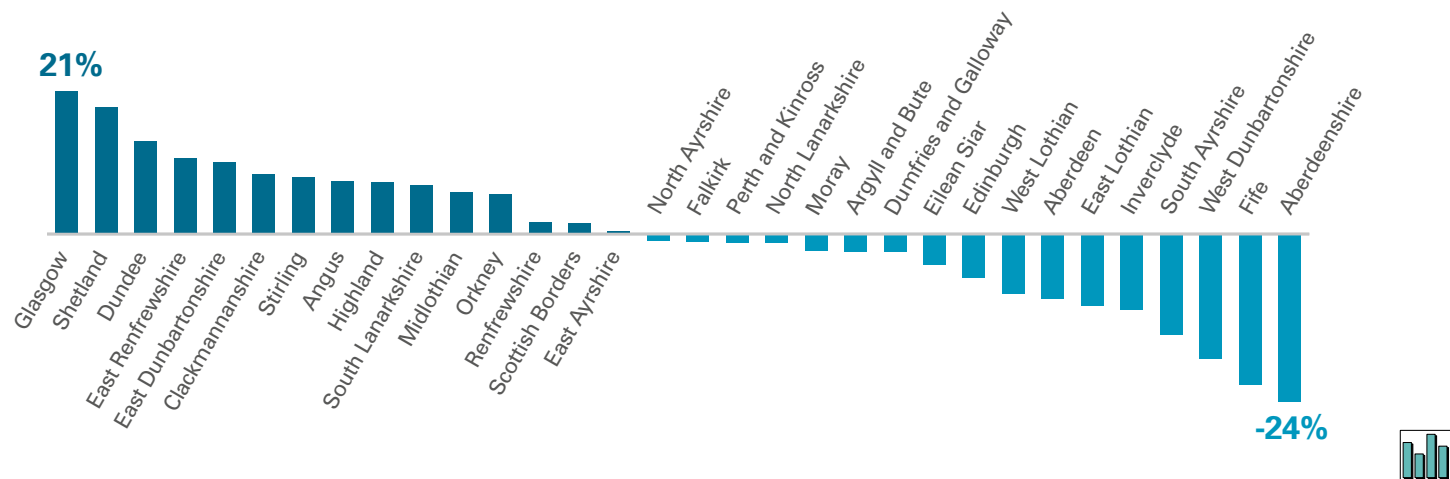 21%
Glasgow
Shetland
Dundee
East Renfrewshire
East Dunbartonshire
Clackmannanshire
Stirling
Angus
Highland
South Lanarkshire
Midlothian
Orkney
Renfrewshire
Scottish Borders
East Ayrshire
North Ayrshire
Falkirk
Perth and Kinross
North Lanarkshire
Moray
Argyll and Bute
Dumfries and Galloway
Eilean Siar
Edinburgh
West Lothian
Aberdeen
East Lothian
Inverclyde
South Ayrshire
West Dunbartonshire
Fife
Aberdeenshire
-24%